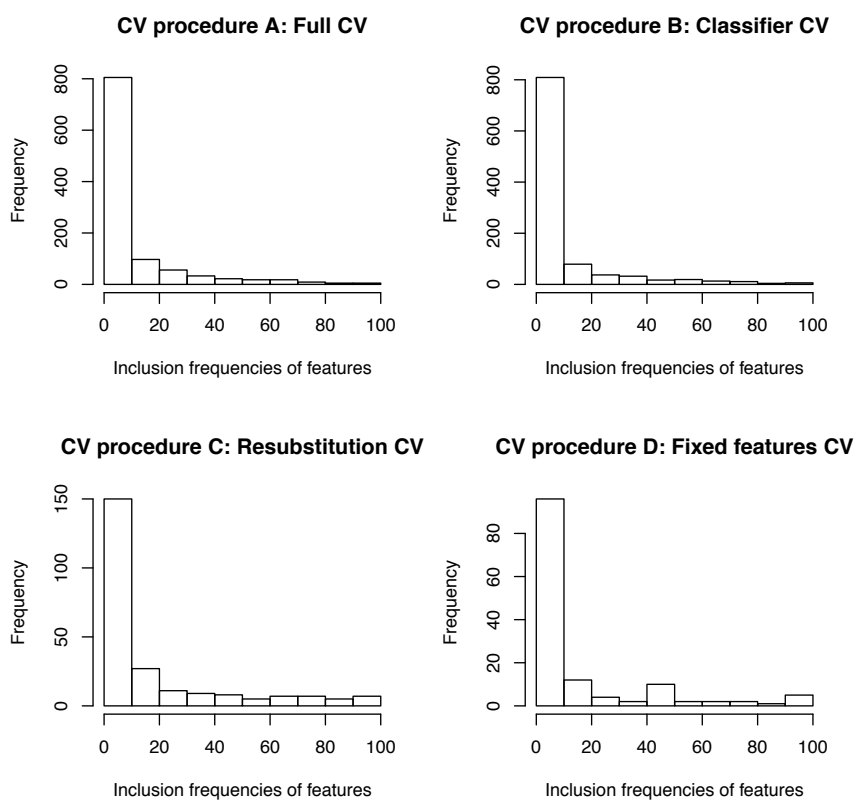 CV procedure A: Full CV
Frequency
0 200 400 600 800
0 20 40 60 80 100
Inclusion frequencies of features
CV procedure B: Classifier CV
Frequency
0 200 400 600 800
0 20 40 60 80 100
Inclusion frequencies of features
CV procedure C: Resubstitution CV
Frequency
0 50 100 150
0 20 40 60 80 100
Inclusion frequencies of features
CV procedure D: Fixed features CV
Frequency
0 20 40 60 80
0 20 40 60 80 100
Inclusion frequencies of features